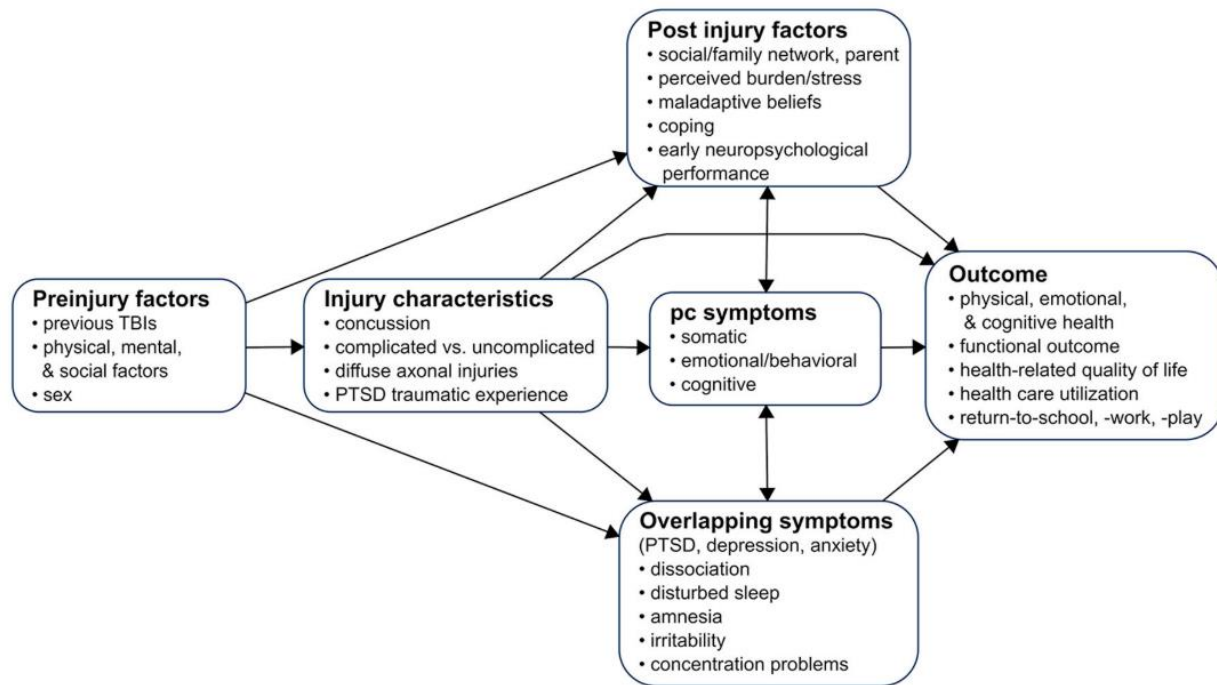 Post injury factors
• social/family network, parent
• perceived burden/stress
• maladaptive beliefs
• coping
• early neuropsychological
performance
Preinjury factors
• previous TBIs
• physical, mental,
& social factors
• sex
Injury characteristics
• concussion
• complicated vs. uncomplicated
• diffuse axonal injuries
• PTSD traumatic experience
pc symptoms
• somatic
• emotional/behavioral
• cognitive
Outcome
• physical, emotional,
& cognitive health
• functional outcome
• health-related quality of life
• health care utilization
• return-to-school, -work, -play
Overlapping symptoms
(PTSD, depression, anxiety)
• dissociation
• disturbed sleep
• amnesia
• irritability
• concentration problems